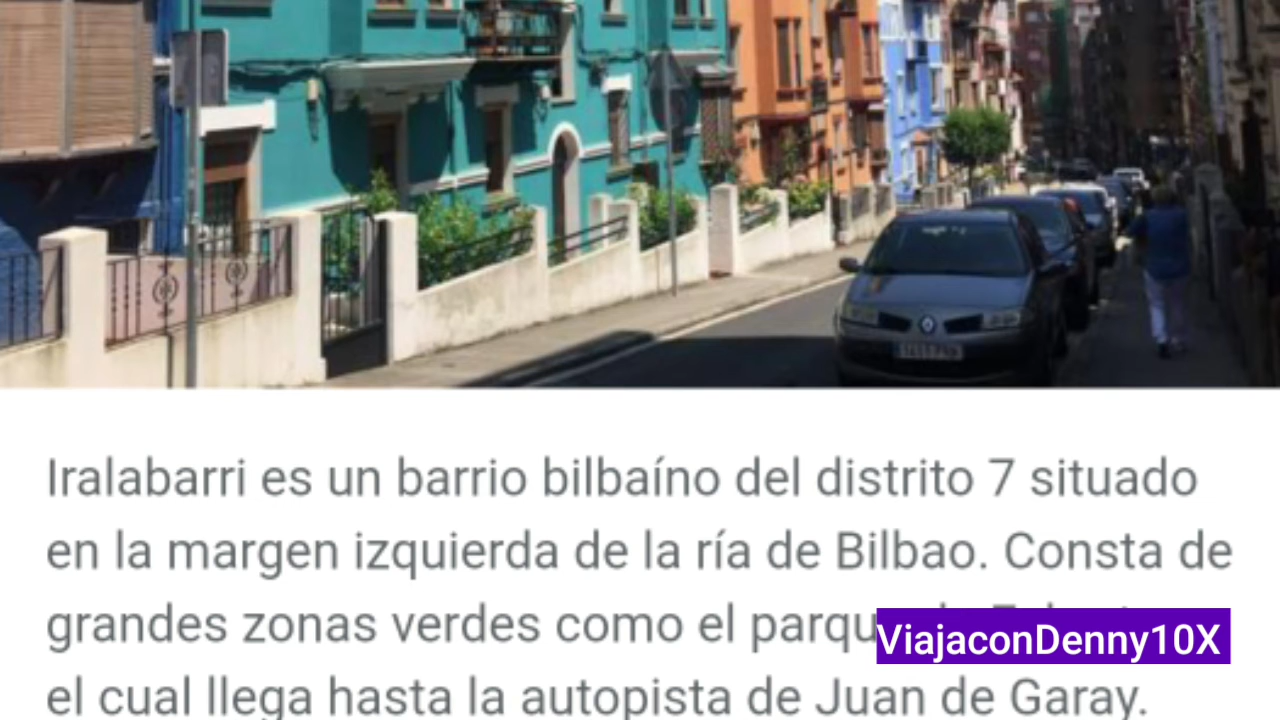 Iralabarri es un barrio bilbaíno del distrito 7 situado
en la margen izquierda de la ría de Bilbao. Consta de
grandes zonas verdes como el
ViajaconDenny10X
el cual llega hasta la autopista de Juan de Garay.